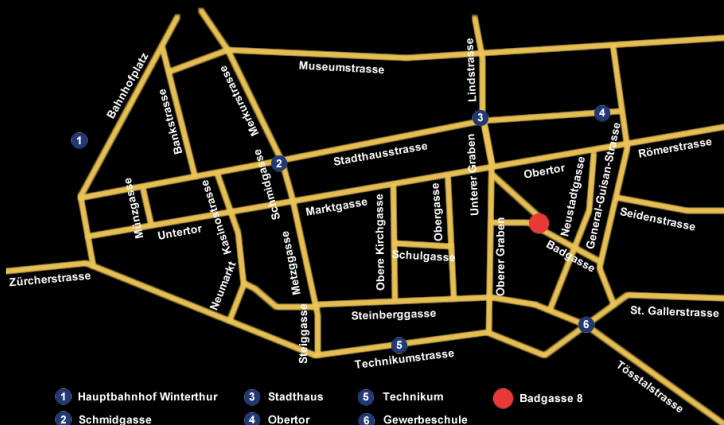 Bahnhofplatz
Bankstrasse
Merkurstrasse
Museumstrasse
Lindstrasse
1
2
3
4
Stadthausstrasse
Münzgasse
Untertor
Kasinostrasse
Schmidgasse
Marktgasse
Unterer Graben
Obertor
Neustadtgasse
General-Guisan-Strasse
Römerstrasse
Seidenstrasse
Obere Kirchgasse
Obergasse
Schulgasse
Oberer Graben
Badgasse
Metzggasse
Neumarkt
Zürcherstrasse
Steiggasse
Steinberggasse
St. Gallerstrasse
5
6
Technikumstrasse
Tösstalstrasse
1 Hauptbahnhof Winterthur
3 Stadthaus
5 Technikum
Badgasse 8
2 Schmidgasse
4 Obertor
6 Gewerbeschule